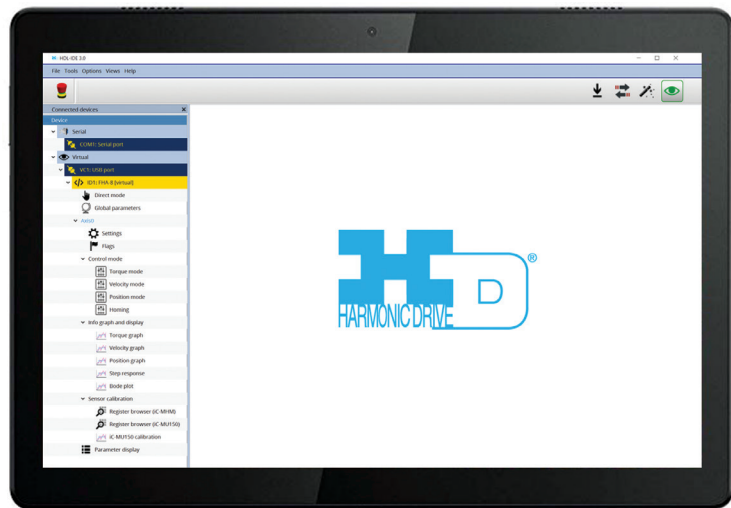 HDL-IDE 3.0
File Tools Options Views Help
Connected devices
Device
Serial
COM1: Serial port
Virtual
VC1: USB port
ID1: FHA-8 (virtual)
Direct mode
Global parameters
Axis0
Settings
Flags
Control mode
Torque mode
Velocity mode
Position mode
Homing
Info graph and display
Torque graph
Velocity graph
Position graph
Step response
Bode plot
Sensor calibration
Register browser (iC-MHM)
Register browser (iC-MU150)
iC-MU150 calibration
Parameter display
HD®
HARMONIC DRIVE